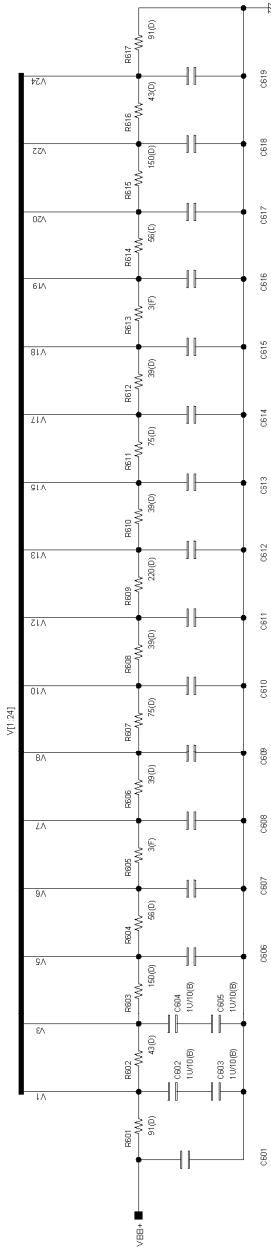 V[1:24]
V1
V3
V5
V6
V7
V8
V10
V12
V13
V15
V17
V18
V19
V20
V22
V24
VBB+
R601
91(D)
R602
43(D)
R603
150(D)
R604
56(D)
R605
3(F)
R606
39(D)
R607
75(D)
R608
39(D)
R609
220(D)
R610
39(D)
R611
75(D)
R612
39(D)
R613
3(F)
R614
56(D)
R615
150(D)
R616
43(D)
R617
91(D)
C602
1U/10(B)
C603
1U/10(B)
C604
1U/10(B)
C605
1U/10(B)
C601
C606
C607
C608
C609
C610
C611
C612
C613
C614
C615
C616
C617
C618
C619